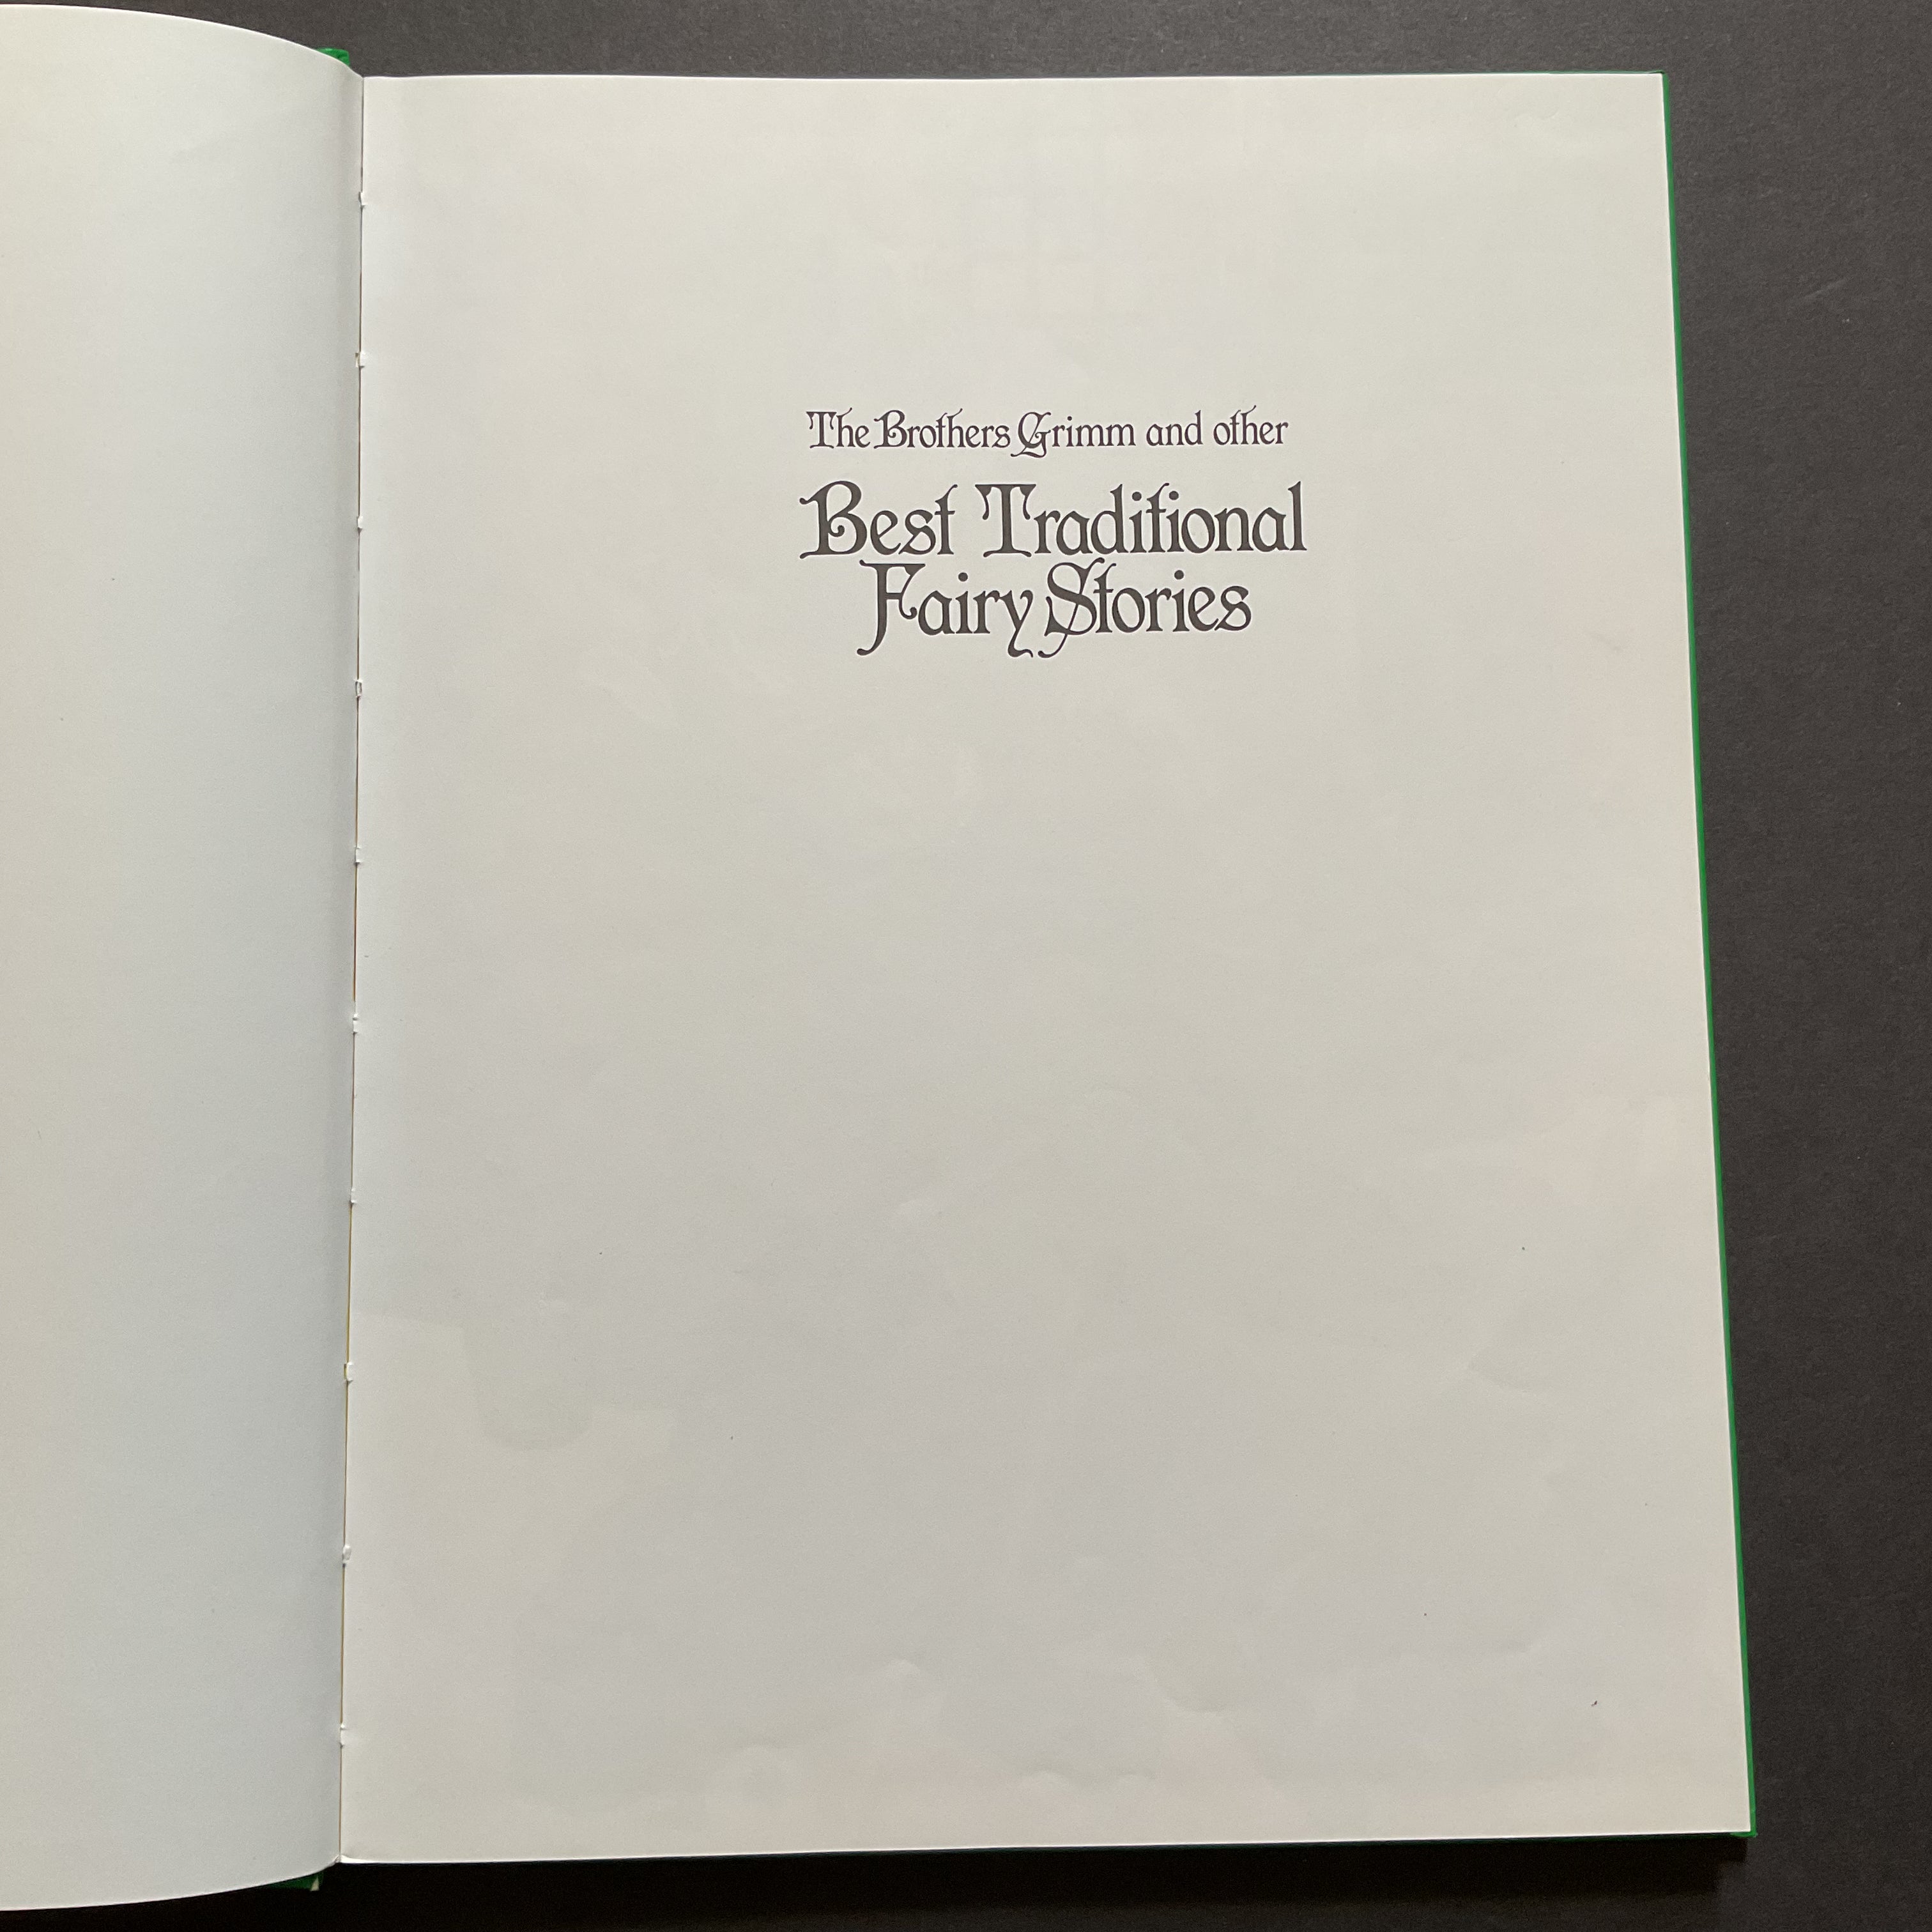 The Brothers Grimm and other
Best Traditional
Fairy Stories